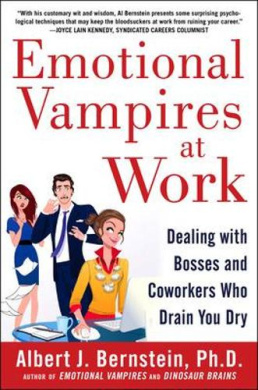 "With his customary wit and wisdom, Al Bernstein presents some surprising psycho-
logical techniques that may keep the bloodsuckers at work from ruining your career."
—JOYCE LAIN KENNEDY, SYNDICATED CAREERS COLUMNIST
Emotional
Vampires
at
Work
Dealing with
Bosses and
Coworkers Who
Drain You Dry
Albert J. Bernstein, Ph.D.
AUTHOR OF EMOTIONAL VAMPIRES AND DINOSAUR BRAINS